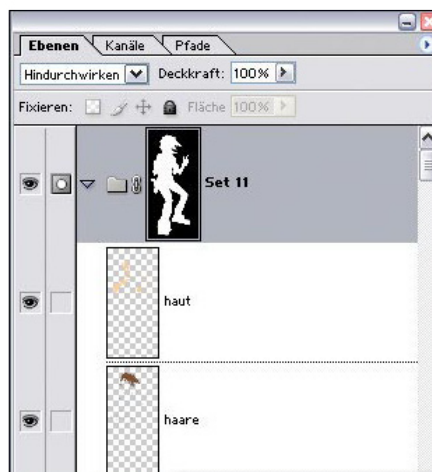 Ebenen Kanäle Pfade
Hindurchwirken Deckkraft: 100%
Fixieren: Fläche 100%
Set 11
haut
haare